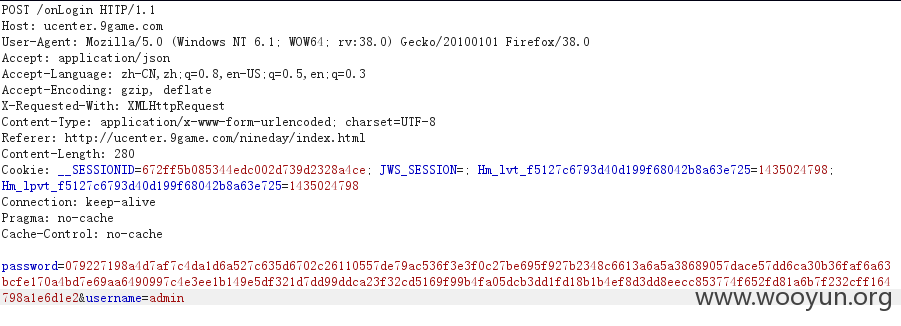 POST /onLogin HTTP/1.1
Host: ucenter.9game.com
User-Agent: Mozilla/5.0 (Windows NT 6.1; WOW64; rv:38.0) Gecko/20100101 Firefox/38.0
Accept: application/json
Accept-Language: zh-CN,zh;q=0.8,en-US;q=0.5,en;q=0.3
Accept-Encoding: gzip, deflate
X-Requested-With: XMLHttpRequest
Content-Type: application/x-www-form-urlencoded; charset=UTF-8
Referer: http://ucenter.9game.com/nineday/index.html
Content-Length: 280
Cookie: __SESSIONID=672ff5b085344edc002d739d2328a4ce; JWS_SESSION=; Hm_lvt_f5127c6793d40d199f68042b8a63e725=1435024798;
Hm_lpvt_f5127c6793d40d199f68042b8a63e725=1435024798
Connection: keep-alive
Pragma: no-cache
Cache-Control: no-cache
password=079227198a4d7af7c4da1d6a527c635d6702c26110557de79ac536f3e3f0c27be695f927b2348c6613a6a5a38689057dace57dd6ca30b36faf6a63
bcfe170a4bd7e69aa6490997c4e3ee1b149e5df321d7dd99ddca23f32cd5169f99b4fa05dcb3dd1fd18b1b4ef8d3dd8eecc853774f652fd81a6b7f232cff164
798a1e6d1e2&username=admin
www.wooyun.org